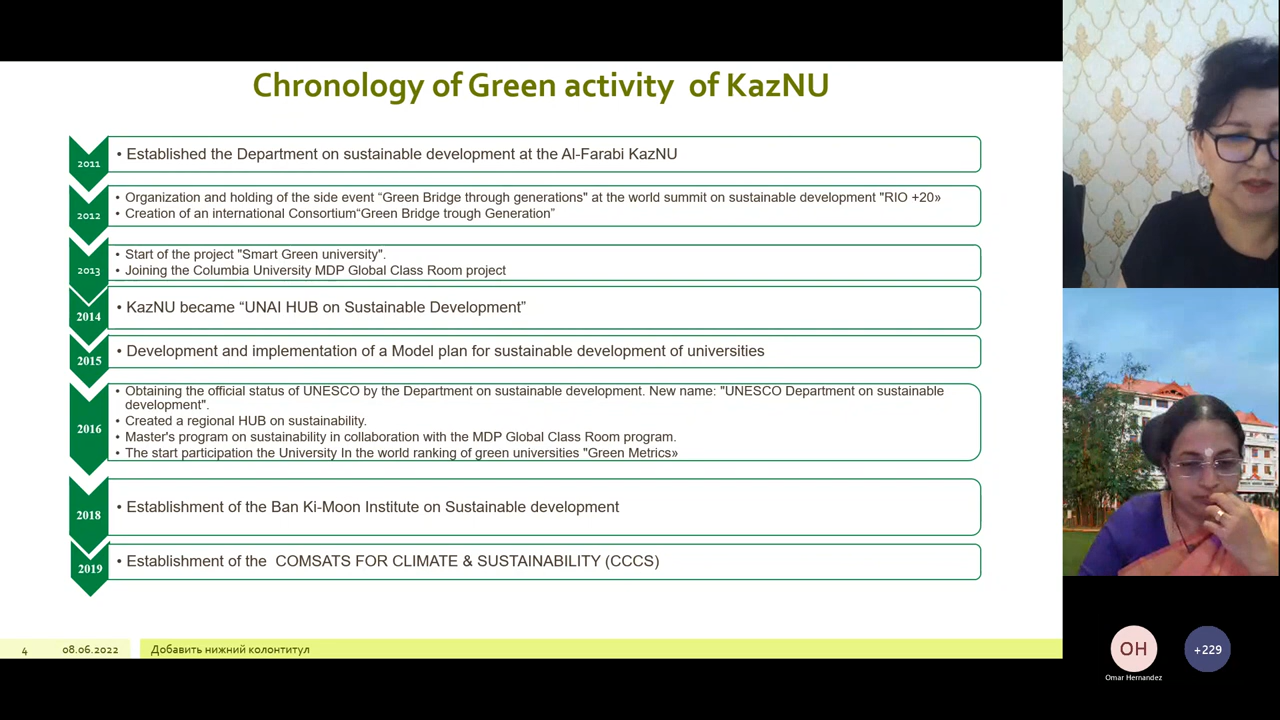 Chronology of Green activity of KazNU
2011
• Established the Department on sustainable development at the Al-Farabi KazNU
2012
• Organization and holding of the side event “Green Bridge through generations" at the world summit on sustainable development "RIO +20»
• Creation of an international Consortium“Green Bridge trough Generation”
2013
• Start of the project "Smart Green university".
• Joining the Columbia University MDP Global Class Room project
2014
• KazNU became “UNAI HUB on Sustainable Development”
2015
• Development and implementation of a Model plan for sustainable development of universities
2016
• Obtaining the official status of UNESCO by the Department on sustainable development. New name: "UNESCO Department on sustainable
development".
• Created a regional HUB on sustainability.
• Master's program on sustainability in collaboration with the MDP Global Class Room program.
• The start participation the University In the world ranking of green universities "Green Metrics»
2018
• Establishment of the Ban Ki-Moon Institute on Sustainable development
2019
• Establishment of the COMSATS FOR CLIMATE & SUSTAINABILITY (CCCS)
4 08.06.2022 Добавить нижний колонтитул
OH +229
Omar Hernandez